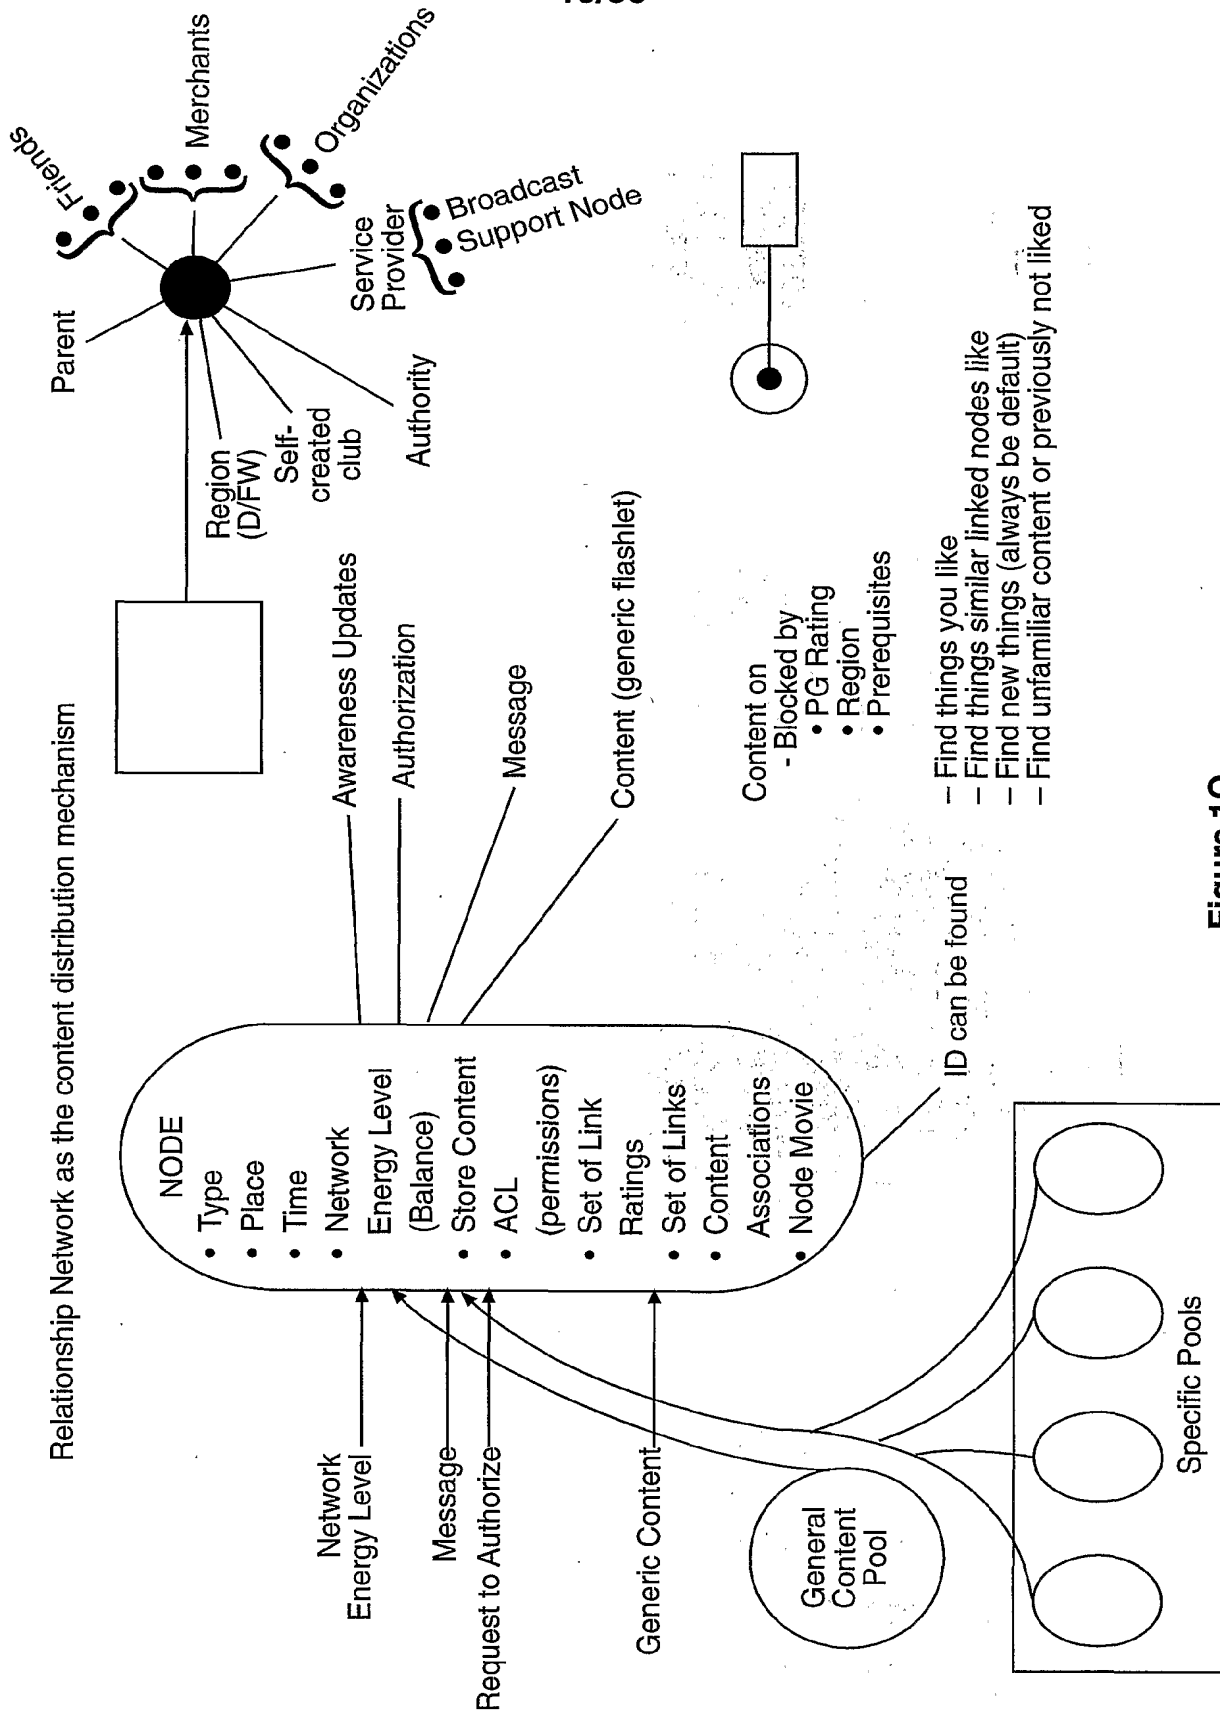 Relationship Network as the content distribution mechanism
Network
Energy Level
Message
Request to Authorize
Generic Content
General
Content
Pool
Specific Pools
NODE
• Type
• Place
• Time
• Network
Energy Level
(Balance)
• Store Content
• ACL
(permissions)
• Set of Link
Ratings
• Set of Links
• Content
Associations
• Node Movie
ID can be found
Awareness Updates
Authorization
Message
Content (generic flashlet)
Content on
- Blocked by
• PG Rating
• Region
• Prerequisites
– Find things you like
– Find things similar linked nodes like
– Find new things (always be default)
– Find unfamiliar content or previously not liked
Parent
Friends
Merchants
Organizations
Service
Provider
Broadcast
Support Node
Authority
Self-
created
club
Region
(D/FW)